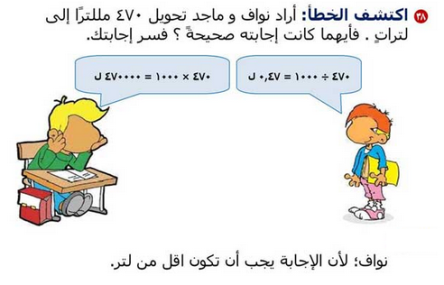 ٢٨ اكتشف الخطأ: أراد نواف و ماجد تحويل ٤٧٠ مللترًا إلى
لتراتٍ . فأيهما كانت إجابته صحيحةً ؟ فسر إجابتك.
٤٧٠ ÷ ١٠٠٠ = ٠,٤٧ ل
٤٧٠ × ١٠٠٠ = ٤٧٠٠٠٠ ل
نواف؛ لأن الإجابة يجب أن تكون اقل من لتر.